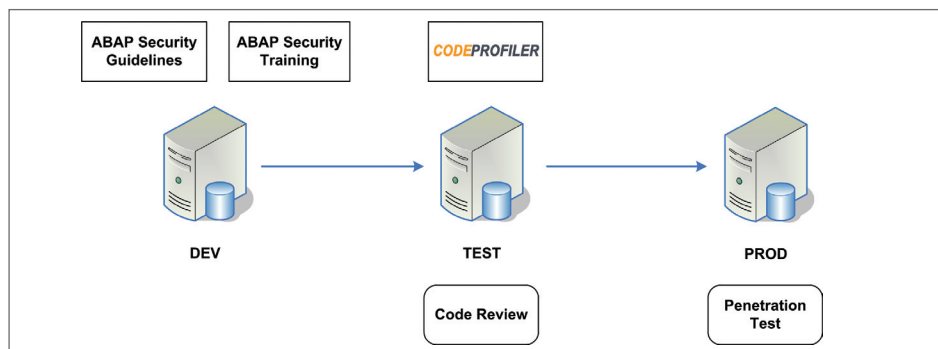 ABAP Security
Guidelines
ABAP Security
Training
CODEPROFILER
DEV
TEST
PROD
Code Review
Penetration
Test